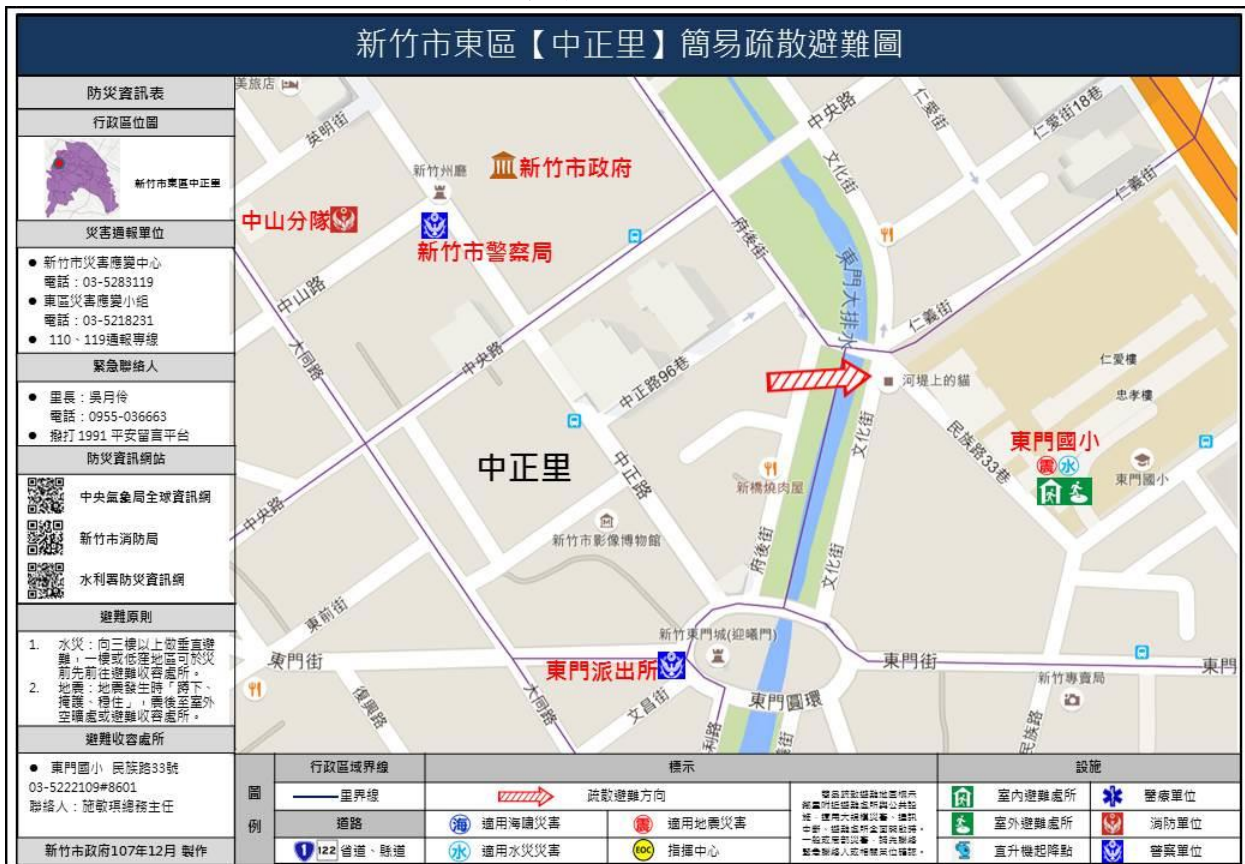 新竹市東區【中正里】簡易疏散避難圖
防災資訊表
行政區位圖
新竹市東區中正里
災害通報單位
● 新竹市災害應變中心
電話:03-5283119
● 東區災害應變小組
電話:03-5218231
● 110、119通報專線
緊急聯絡人
● 里長:吳月伶
電話:0955-036663
● 撥打1991平安留言平台
防災資訊網站
中央氣象局全球資訊網
新竹市消防局
水利署防災資訊網
避難原則
1. 水災:向三樓以上做垂直避
難,一樓或低窪地區可於災
前先前往避難收容處所。
2. 地震:地震發生時「蹲下、
掩護、穩住」,震後至室外
空曠處或避難收容處所。
避難收容處所
● 東門國小 民族路33號
03-5222109#8601
聯絡人:施敏琪總務主任
新竹市政府107年12月 製作
美旅店
英明街
新竹州廳
新竹市政府
中山分隊
新竹市警察局
中山路
大同路
中央路
中央路
中央路
府後街
文化街
仁愛街
仁愛街18巷
仁義街
仁義街
東門大排水
中正路96巷
中正路
中正里
河堤上的貓
仁愛樓
忠孝樓
民族路33巷
東門國小
震
水
東門國小
文化街
新橋燒肉屋
新竹市影像博物館
府後街
文化街
東前街
新竹東門城(迎曦門)
東門街
東門派出所
東門街
東門
新竹專賣局
復興路
大同路
文昌街
東門圓環
民族路
圖例
行政區域界線
標示
設施
里界線
疏散避難方向
室內避難所
醫療單位
道路
海
適用海嘯災害
震
適用地震災害
室外避難所
消防單位
1
122
省道、縣道
水
適用水災災害
EOC
指揮中心
直升機起降點
警察單位